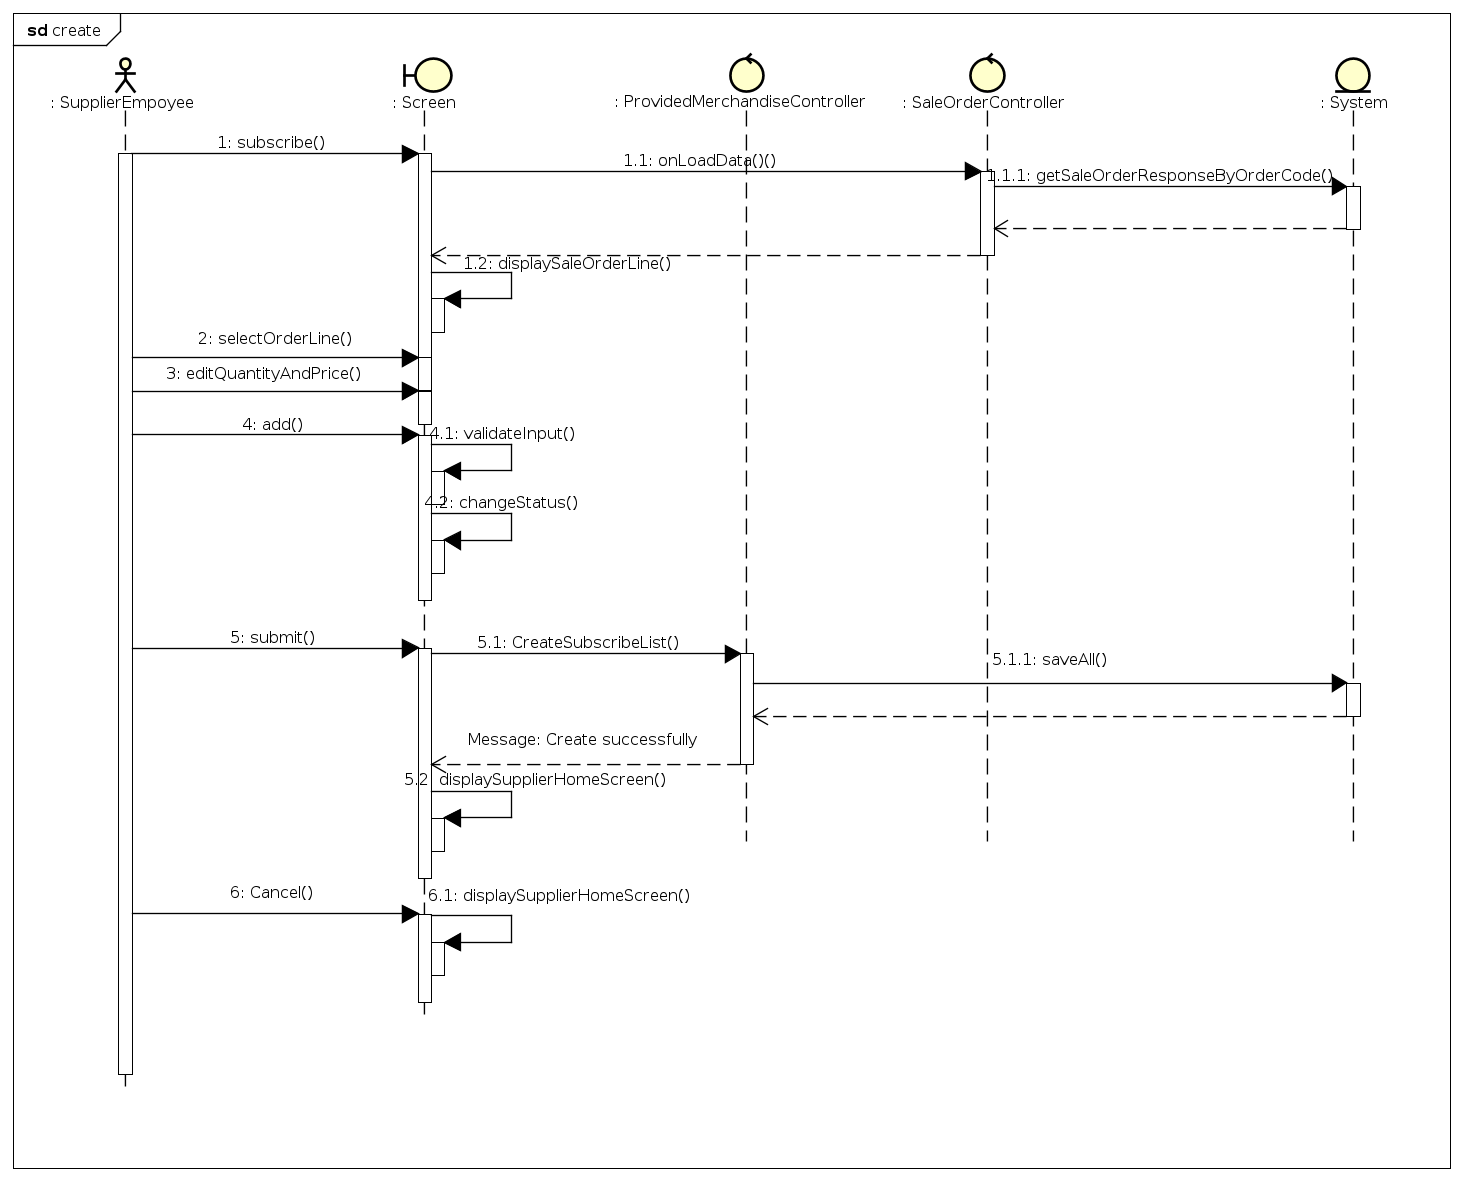 sd create
: SupplierEmpoyee
: Screen
: ProvidedMerchandiseController
: SaleOrderController
: System
1: subscribe()
1.1: onLoadData()()
1.1.1: getSaleOrderResponseByOrderCode()
1.2: displaySaleOrderLine()
2: selectOrderLine()
3: editQuantityAndPrice()
4: add()
4.1: validateInput()
4.2: changeStatus()
5: submit()
5.1: CreateSubscribeList()
5.1.1: saveAll()
Message: Create successfully
5.2: displaySupplierHomeScreen()
6: Cancel()
6.1: displaySupplierHomeScreen()